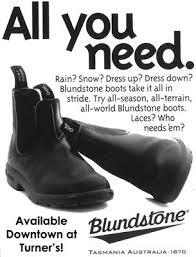 All you
need.
Rain? Snow? Dress up? Dress down?
Blundstone boots take it all in
stride. Try all-season, all-terrain,
all-world Blundstone boots.
Laces? Who
needs 'em?
Available
Downtown at
Turner's!
Blundstone
TASMANIA AUSTRALIA·1870